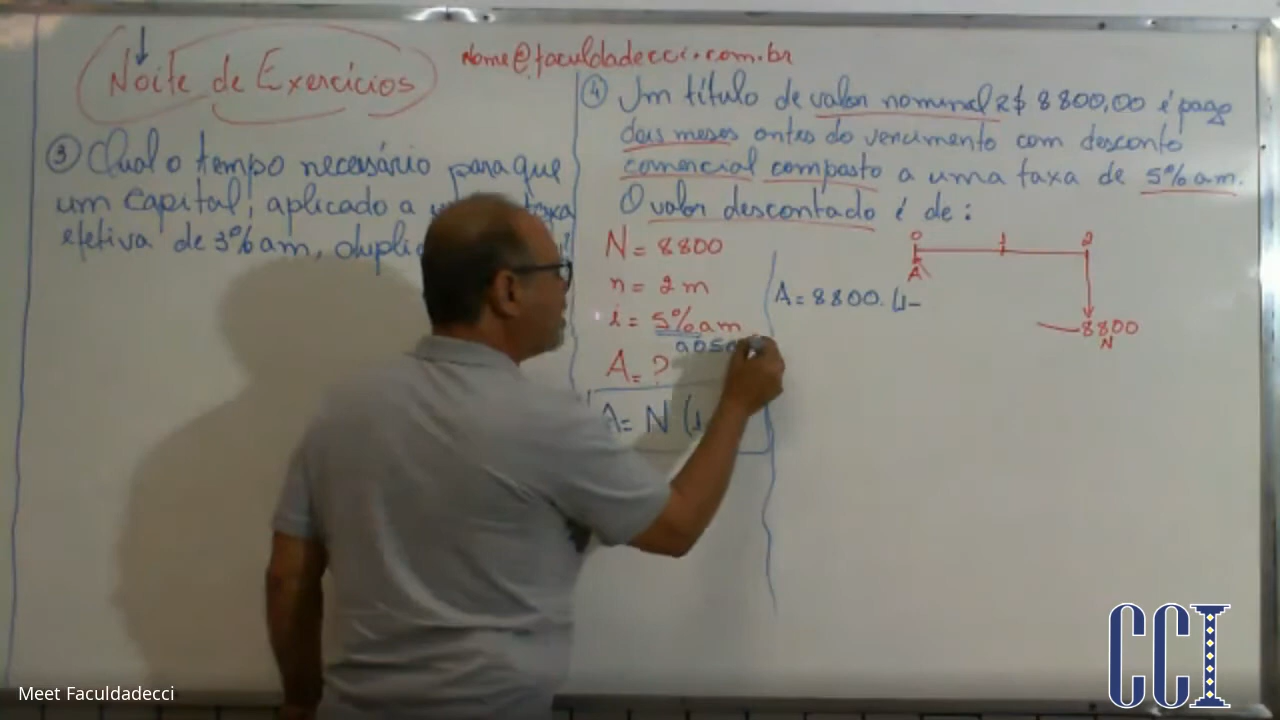 Noite de Exercícios
nome@faculdadecci.com.br
③ Qual o tempo necessário para que
um capital, aplicado a taxa
efetiva de 3% am,
④ Um título de valor nominal R$ 8800,00 é pago
dois meses antes do vencimento com desconto
comercial composto a uma taxa de 5% am.
O valor descontado é de:
N = 8800
n = 2 m
i = 5% am
A = ?
A = N (1
A = 8800. (1-
0 1 2
A
8800
N
Meet Faculdadecci
CCI